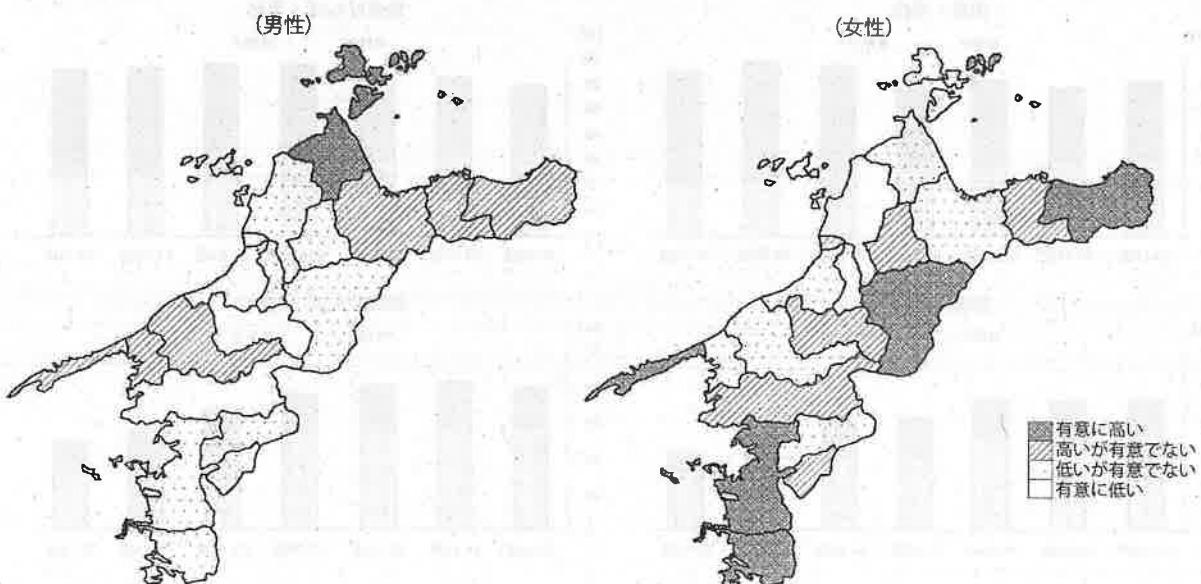 (男性)
(女性)
有意に高い
高いが有意でない
低いが有意でない
有意に低い